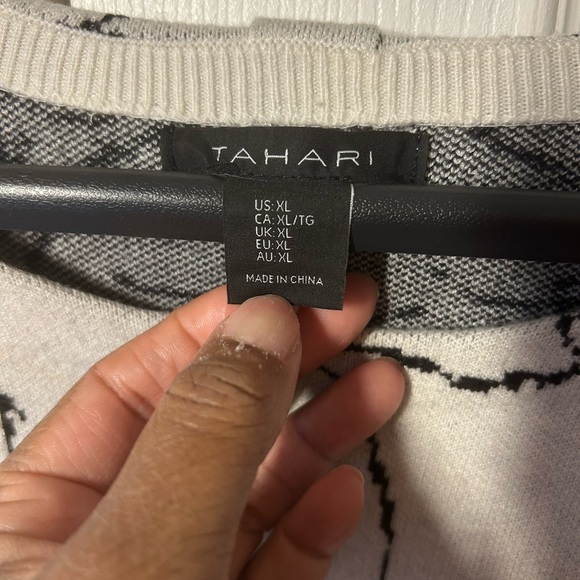 TAHARI
US: XL
CA: XL/TG
UK: XL
EU: XL
AU: XL
MADE IN CHINA